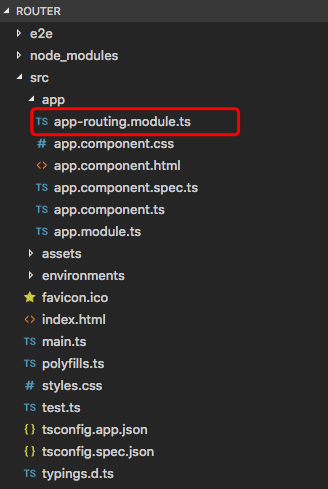 ROUTER
e2e
node_modules
src
app
TS app-routing.module.ts
# app.component.css
<> app.component.html
TS app.component.spec.ts
TS app.component.ts
TS app.module.ts
assets
environments
favicon.ico
<> index.html
TS main.ts
TS polyfills.ts
# styles.css
TS test.ts
{} tsconfig.app.json
{} tsconfig.spec.json
TS typings.d.ts